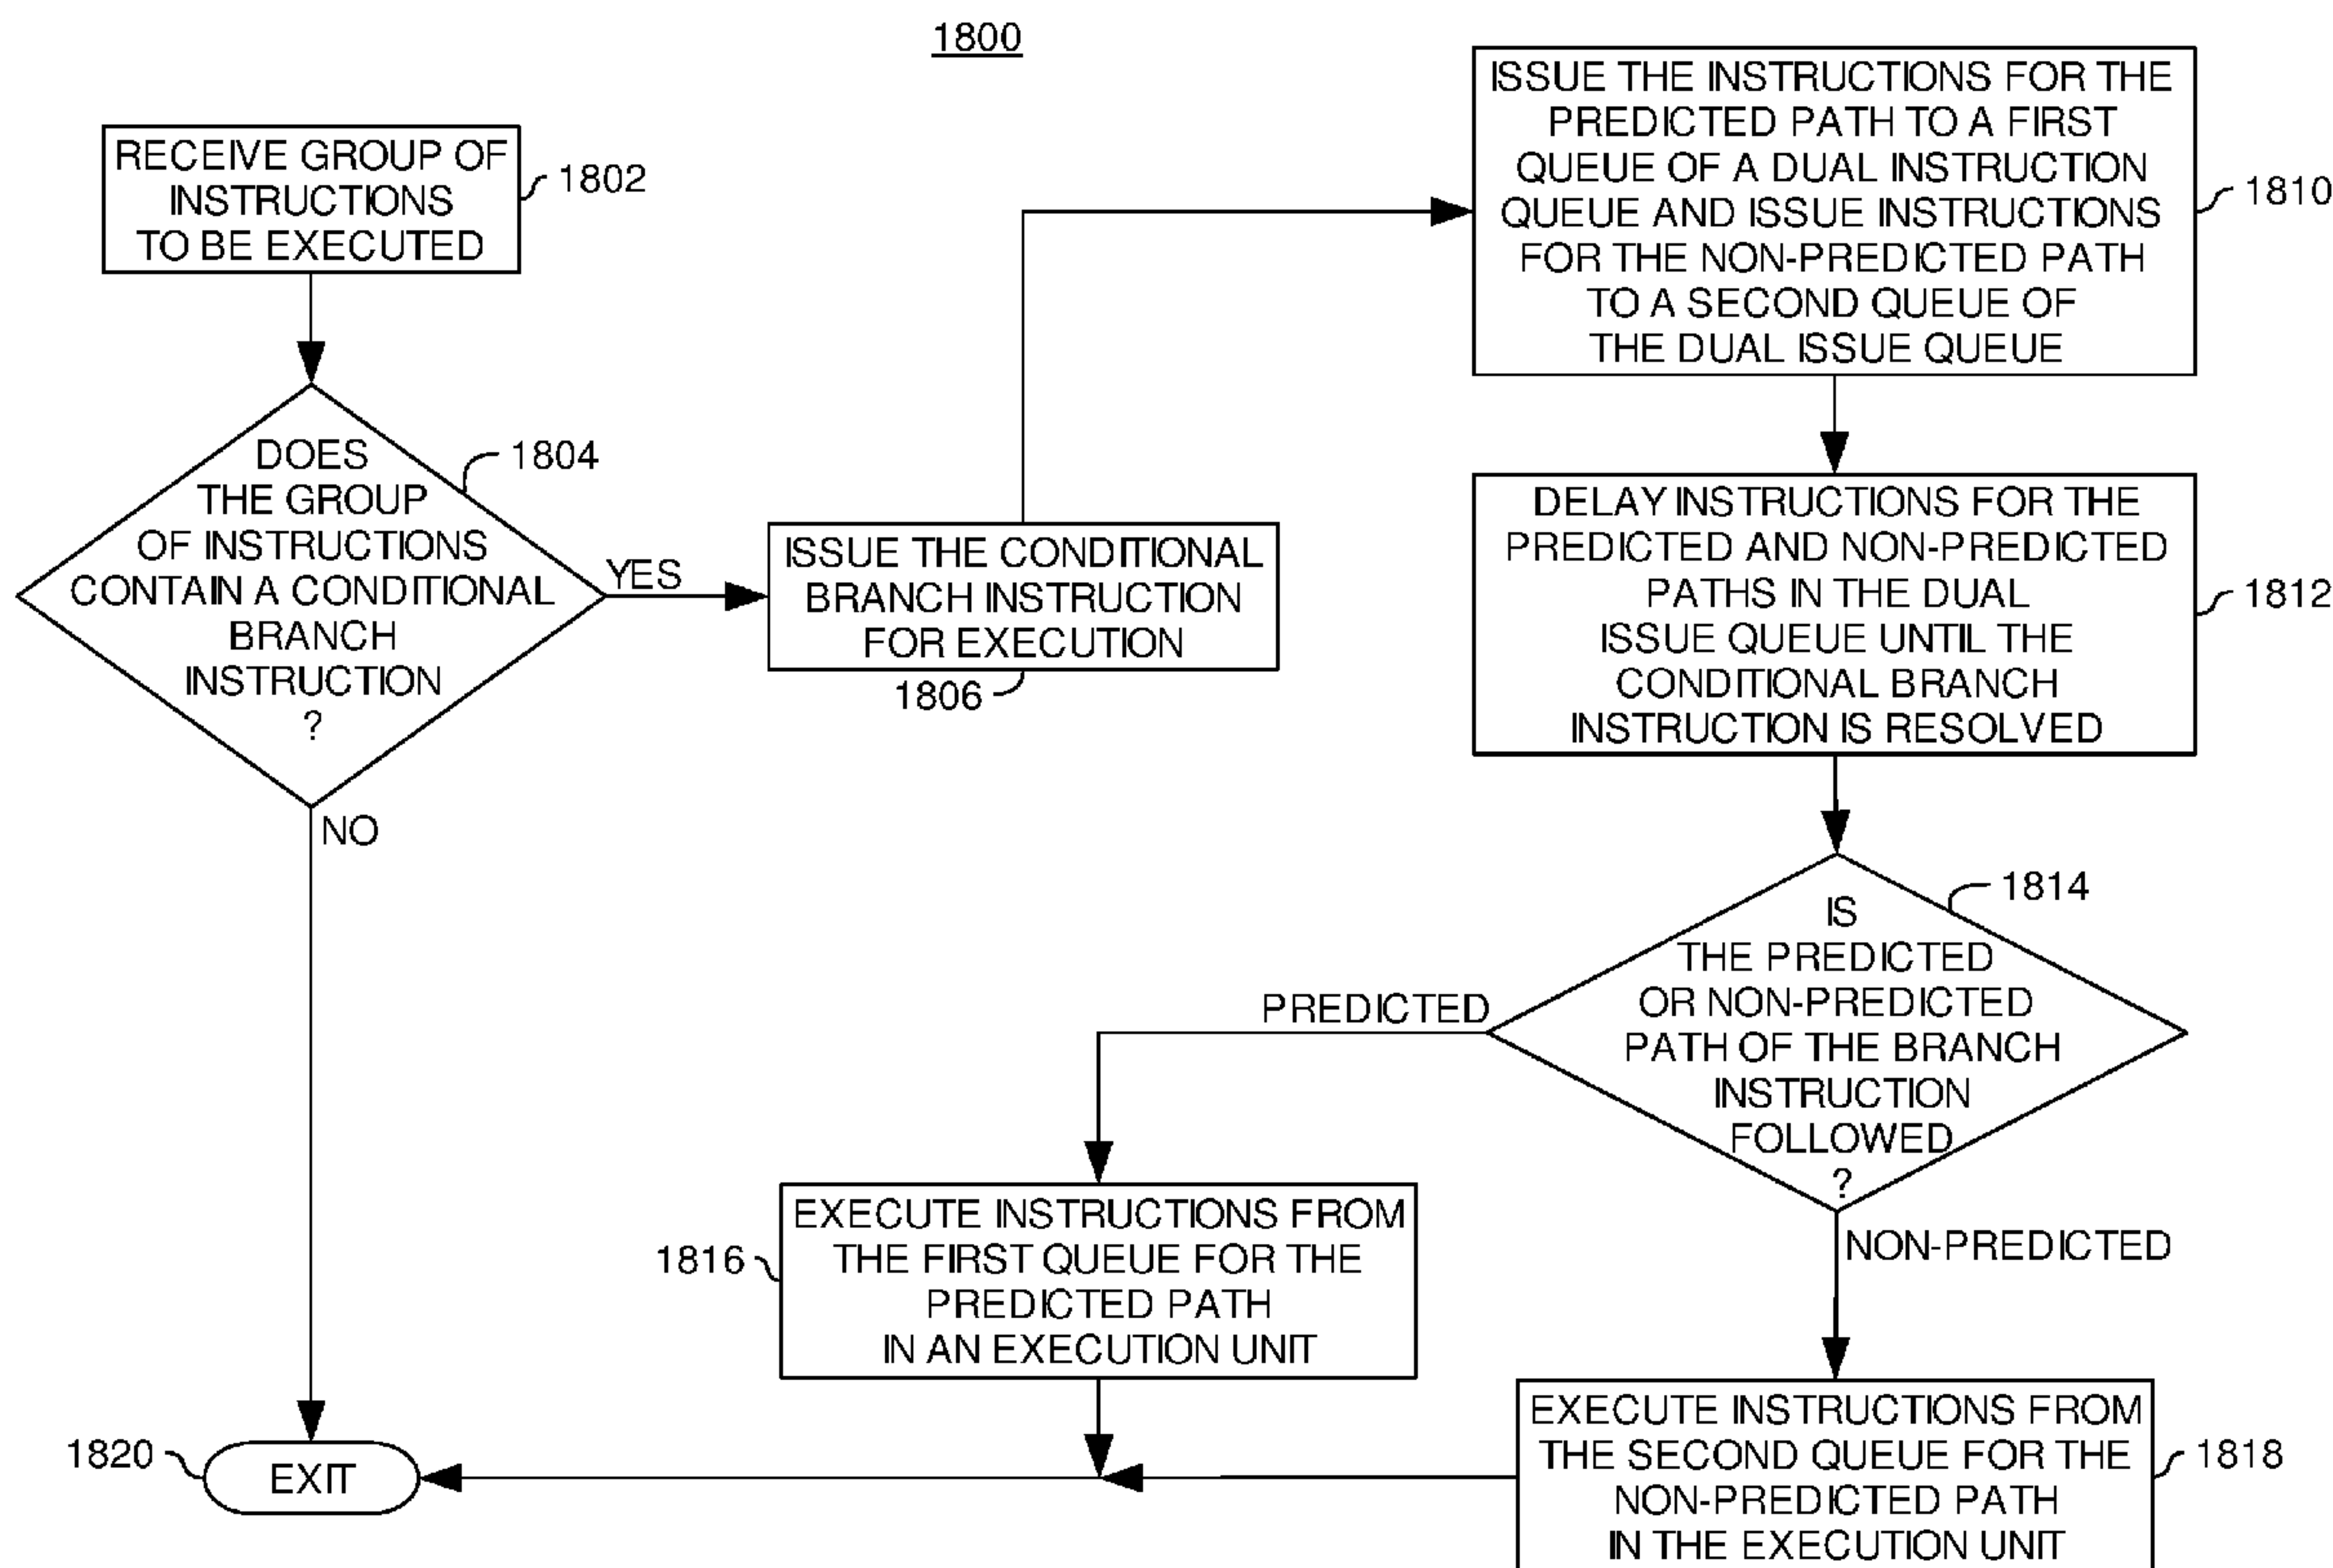 1800
RECEIVE GROUP OF
INSTRUCTIONS
TO BE EXECUTED
1802
DOES
THE GROUP
OF INSTRUCTIONS
CONTAIN A CONDITIONAL
BRANCH
INSTRUCTION
?
1804
YES
NO
ISSUE THE CONDITIONAL
BRANCH INSTRUCTION
FOR EXECUTION
1806
ISSUE THE INSTRUCTIONS FOR THE
PREDICTED PATH TO A FIRST
QUEUE OF A DUAL INSTRUCTION
QUEUE AND ISSUE INSTRUCTIONS
FOR THE NON-PREDICTED PATH
TO A SECOND QUEUE OF
THE DUAL ISSUE QUEUE
1810
DELAY INSTRUCTIONS FOR THE
PREDICTED AND NON-PREDICTED
PATHS IN THE DUAL
ISSUE QUEUE UNTIL THE
CONDITIONAL BRANCH
INSTRUCTION IS RESOLVED
1812
IS
THE PREDICTED
OR NON-PREDICTED
PATH OF THE BRANCH
INSTRUCTION
FOLLOWED
?
1814
PREDICTED
NON-PREDICTED
EXECUTE INSTRUCTIONS FROM
THE FIRST QUEUE FOR THE
PREDICTED PATH
IN AN EXECUTION UNIT
1816
EXECUTE INSTRUCTIONS FROM
THE SECOND QUEUE FOR THE
NON-PREDICTED PATH
IN THE EXECUTION UNIT
1818
EXIT
1820